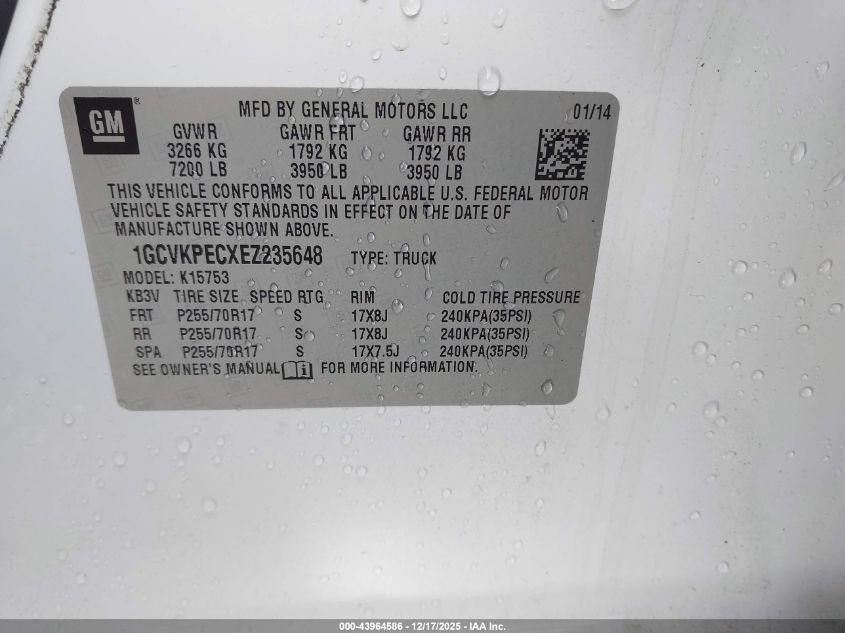 GM ®
MFD BY GENERAL MOTORS LLC 01/14
GVWR GAWR FRT GAWR RR
3266 KG 1792 KG 1792 KG
7200 LB 3950 LB 3950 LB
THIS VEHICLE CONFORMS TO ALL APPLICABLE U.S. FEDERAL MOTOR
VEHICLE SAFETY STANDARDS IN EFFECT ON THE DATE OF
MANUFACTURE SHOWN ABOVE.
1GCVKPECXEZ235648 TYPE: TRUCK
MODEL: K15753
KB3V TIRE SIZE SPEED RTG RIM COLD TIRE PRESSURE
FRT P255/70R17 S 17X8J 240KPA(35PSI)
RR P255/70R17 S 17X8J 240KPA(35PSI)
SPA P255/70R17 S 17X7.5J 240KPA(35PSI)
SEE OWNER'S MANUAL FOR MORE INFORMATION.
000-43964586 - 12/17/2025 - IAA Inc.